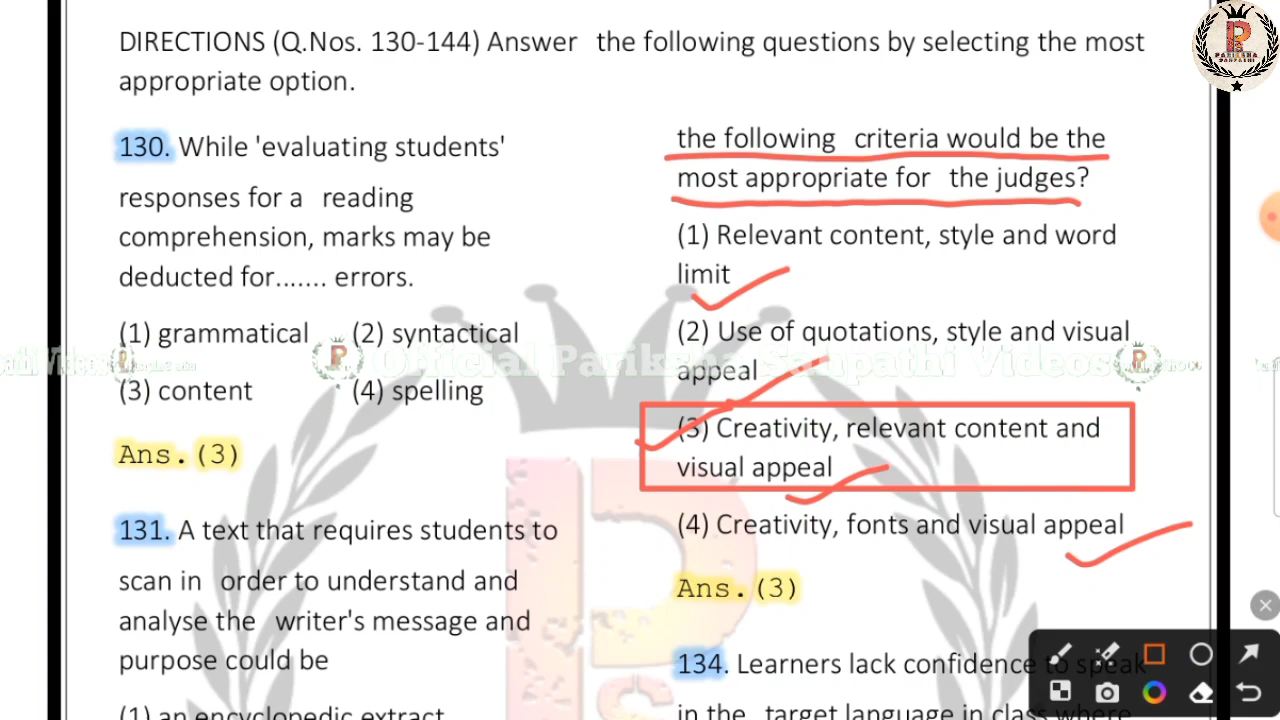 DIRECTIONS (Q.Nos. 130-144) Answer the following questions by selecting the most
appropriate option.
130. While 'evaluating students'
responses for a reading
comprehension, marks may be
deducted for....... errors.
(1) grammatical (2) syntactical
(3) content (4) spelling
Ans.(3)
131. A text that requires students to
scan in order to understand and
analyse the writer's message and
purpose could be
(1) an encyclopedic extract
the following criteria would be the
most appropriate for the judges?
(1) Relevant content, style and word
limit
(2) Use of quotations, style and visual
appeal
(3) Creativity, relevant content and
visual appeal
(4) Creativity, fonts and visual appeal
Ans.(3)
134. Learners lack confidence to speak
in the target language in class where
Official Pariksha Sahpathi Videos
PARIKSHA
SAHPATHI